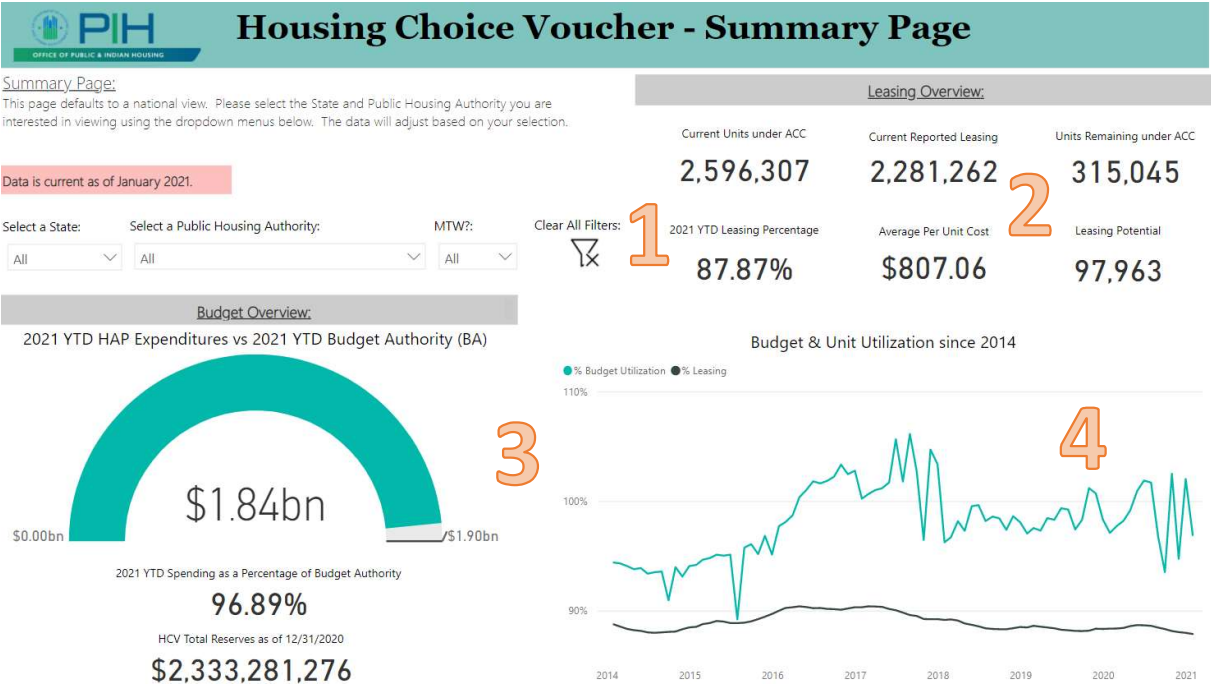 PIH
OFFICE OF PUBLIC & INDIAN HOUSING
Housing Choice Voucher - Summary Page
Summary Page:
This page defaults to a national view. Please select the State and Public Housing Authority you are
interested in viewing using the dropdown menus below. The data will adjust based on your selection.
Data is current as of January 2021.
Select a State:
All
Select a Public Housing Authority:
All
MTW?:
All
Clear All Filters:
1
Leasing Overview:
Current Units under ACC
2,596,307
Current Reported Leasing
2,281,262
Units Remaining under ACC
315,045
2
2021 YTD Leasing Percentage
87.87%
Average Per Unit Cost
$807.06
Leasing Potential
97,963
Budget Overview:
2021 YTD HAP Expenditures vs 2021 YTD Budget Authority (BA)
$1.84bn
$0.00bn
$1.90bn
3
2021 YTD Spending as a Percentage of Budget Authority
96.89%
HCV Total Reserves as of 12/31/2020
$2,333,281,276
Budget & Unit Utilization since 2014
% Budget Utilization % Leasing
110%
100%
90%
4
2014 2015 2016 2017 2018 2019 2020 2021